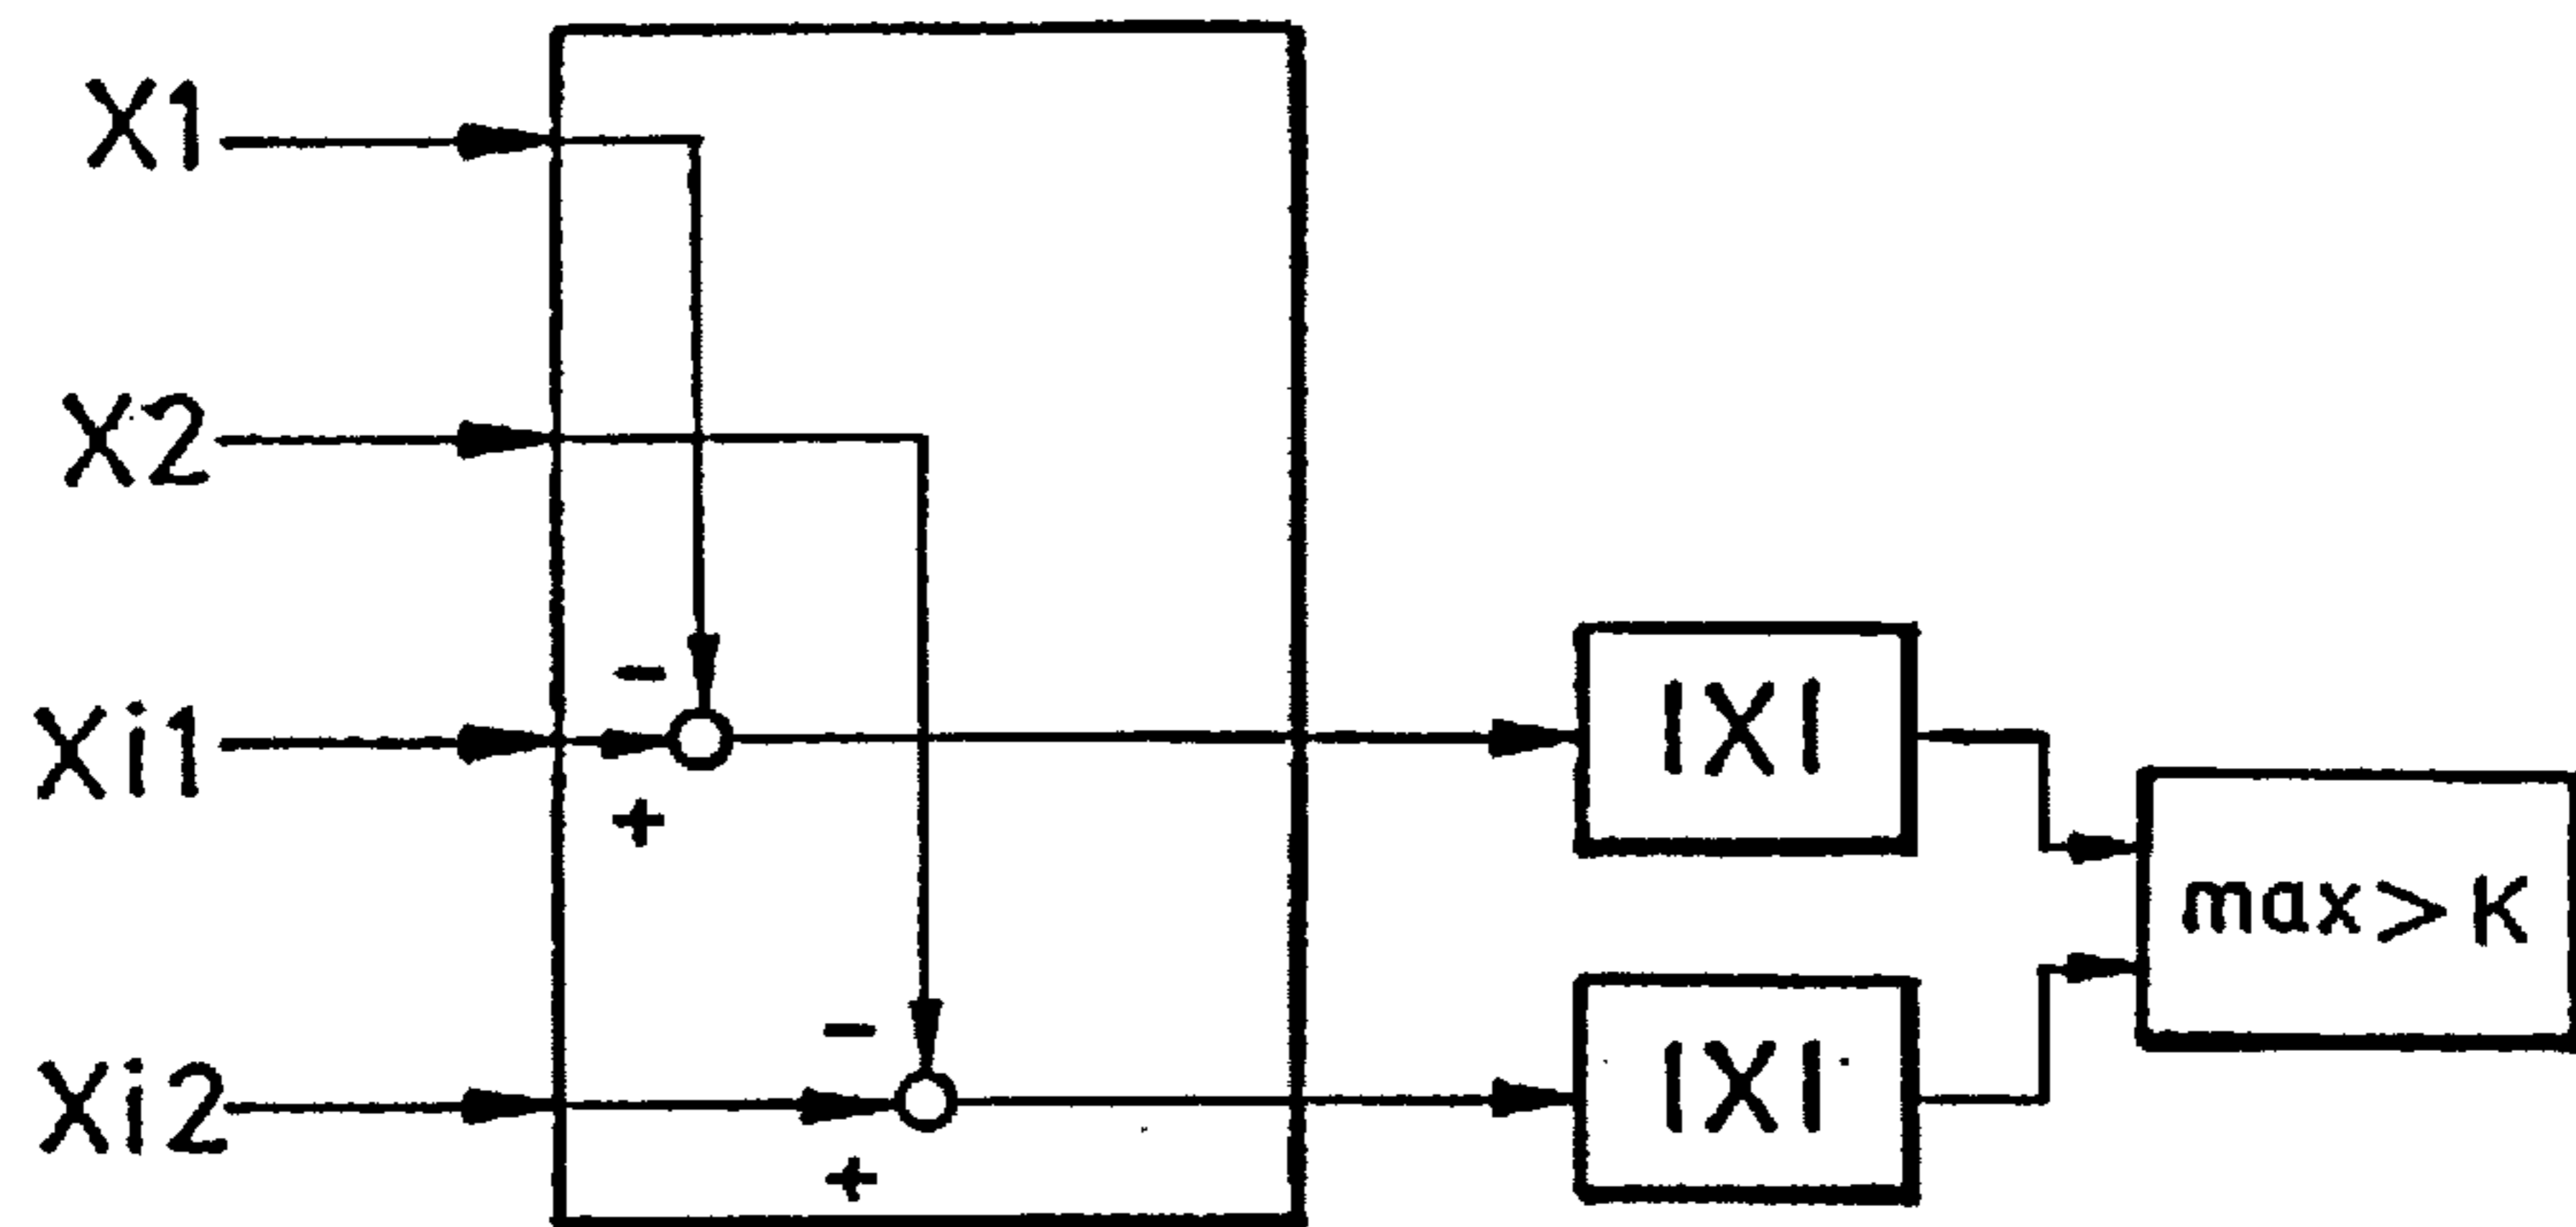 X1
X2
Xi1
-
+
|X|
max > K
Xi2
-
+
|X|